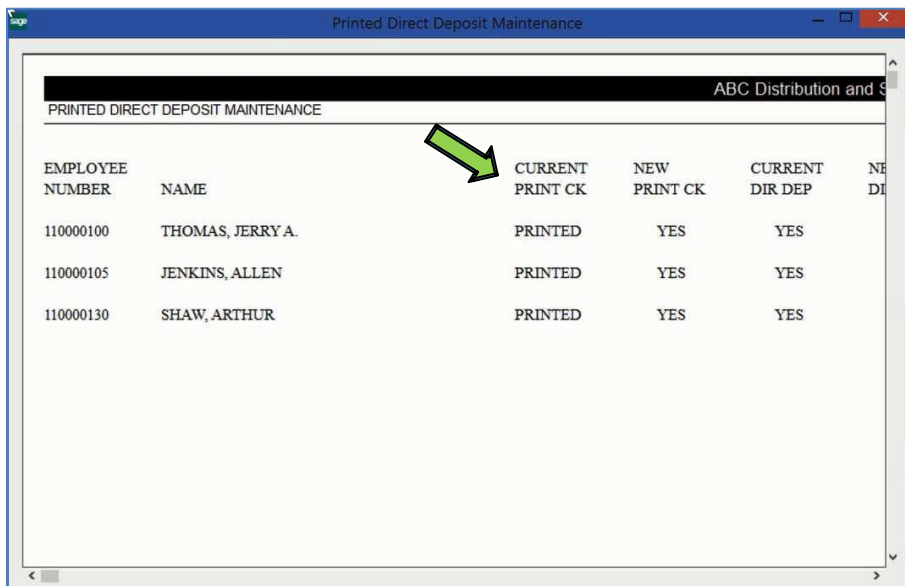 sage Printed Direct Deposit Maintenance
ABC Distribution and S
PRINTED DIRECT DEPOSIT MAINTENANCE
EMPLOYEE CURRENT NEW CURRENT NE
NUMBER NAME PRINT CK PRINT CK DIR DEP DI
110000100 THOMAS, JERRY A. PRINTED YES YES
110000105 JENKINS, ALLEN PRINTED YES YES
110000130 SHAW, ARTHUR PRINTED YES YES